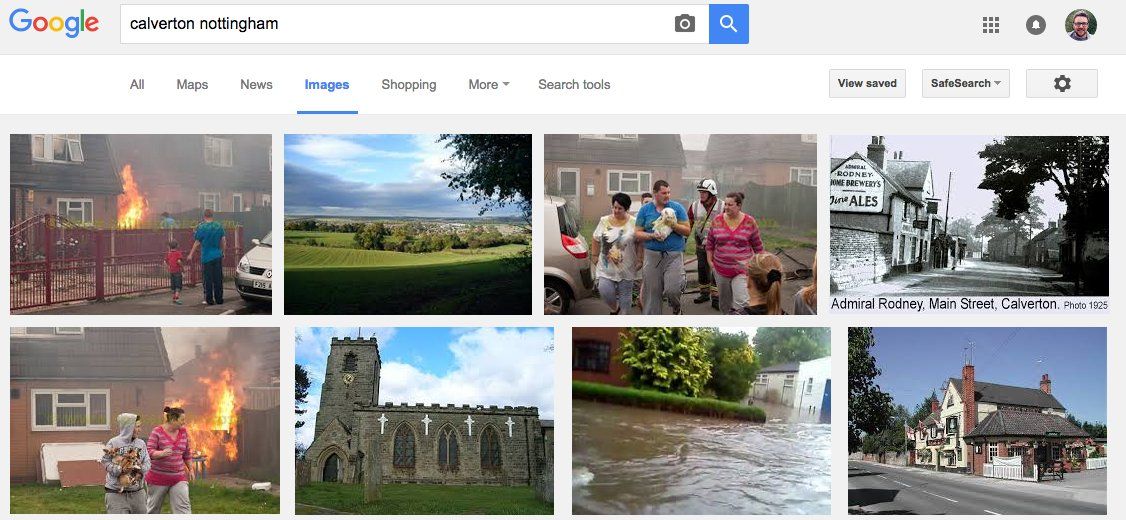 Google
calverton nottingham
All Maps News Images Shopping More Search tools
View saved SafeSearch
ADMIRAL
RODNEY
HOME BREWERY'S
Fine ALES
Admiral Rodney, Main Street, Calverton. Photo 1925